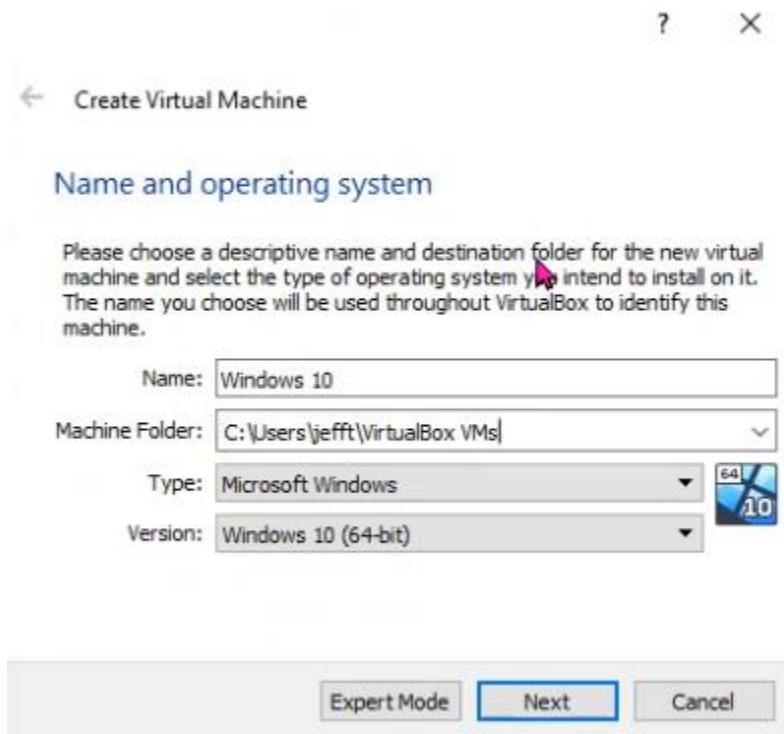 ?
Create Virtual Machine
Name and operating system
Please choose a descriptive name and destination folder for the new virtual
machine and select the type of operating system you intend to install on it.
The name you choose will be used throughout VirtualBox to identify this
machine.
Name: Windows 10
Machine Folder: C:\Users\jefft\VirtualBox VMs
Type: Microsoft Windows
64
10
Version: Windows 10 (64-bit)
Expert Mode Next Cancel